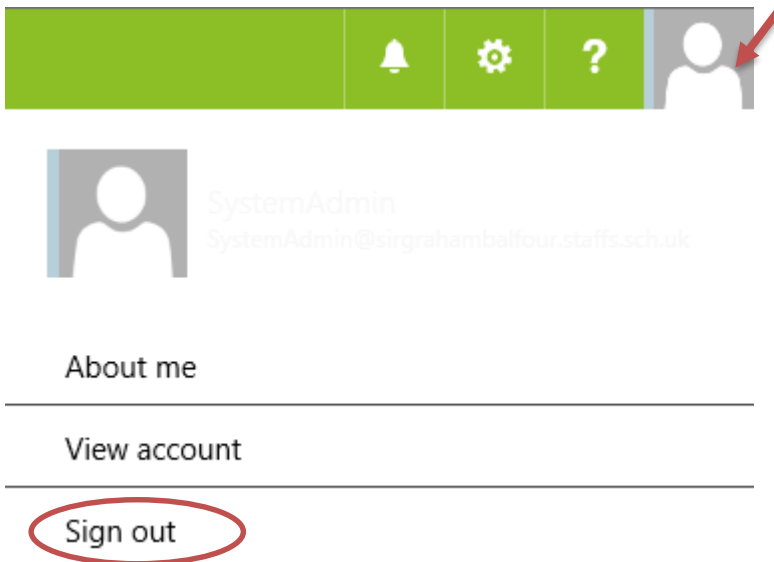 ?
SystemAdmin
SystemAdmin@sirgrahambalfour.staffs.sch.uk
About me
View account
Sign out